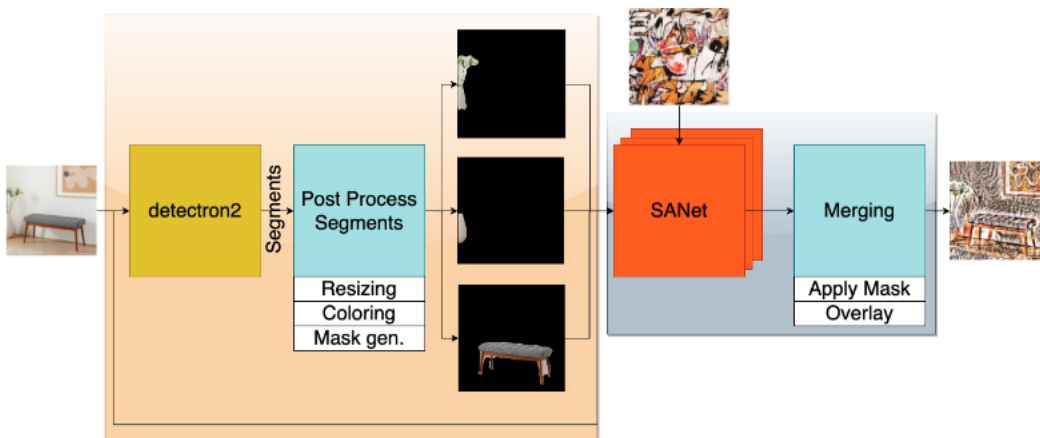 detectron2
Segments
Post Process
Segments
Resizing
Coloring
Mask gen.
SANet
Merging
Apply Mask
Overlay